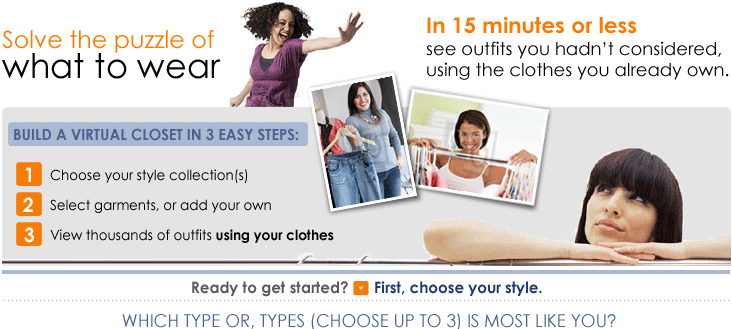 Solve the puzzle of
what to wear
In 15 minutes or less
see outfits you hadn't considered,
using the clothes you already own.
BUILD A VIRTUAL CLOSET IN 3 EASY STEPS:
1 Choose your style collection(s)
2 Select garments, or add your own
3 View thousands of outfits using your clothes
Ready to get started? First, choose your style.
WHICH TYPE OR, TYPES (CHOOSE UP TO 3) IS MOST LIKE YOU?